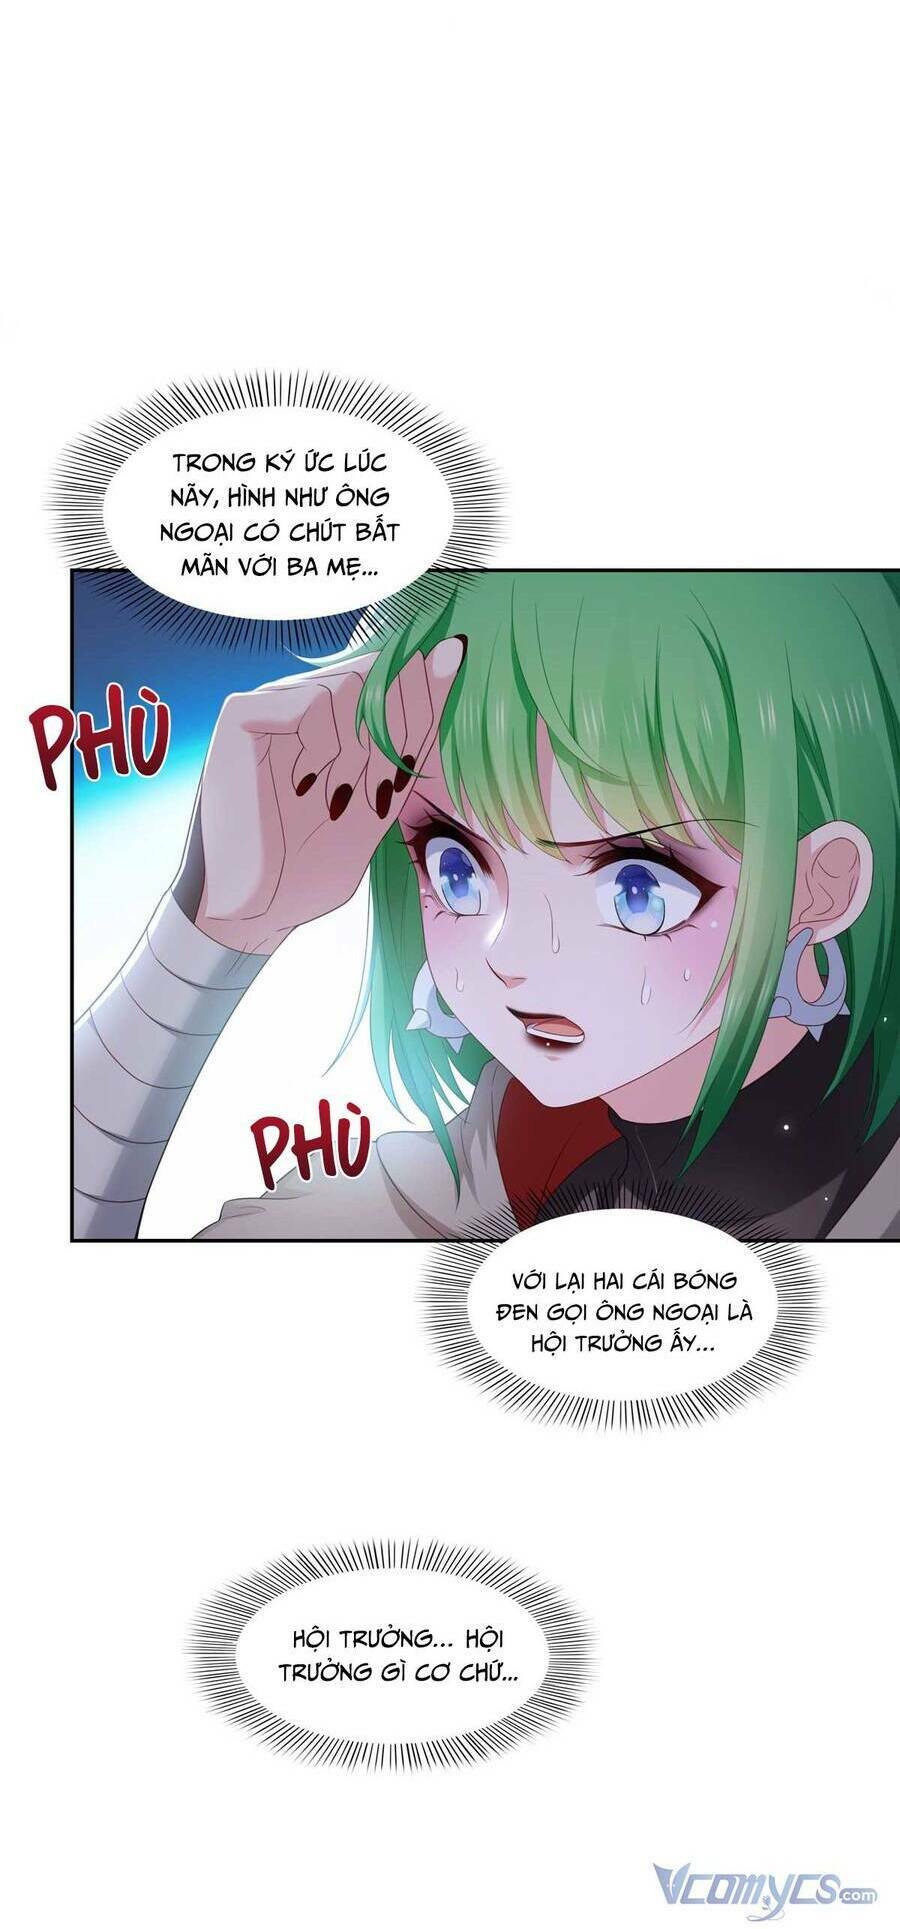 TRONG KÝ ỨC LÚC
NÃY, HÌNH NHƯ ÔNG
NGOẠI CÓ CHÚT BẤT
MÃN VỚI BA MẸ...
PHÙ
PHÙ
VỚI LẠI HAI CÁI BÓNG
ĐEN GỌI ÔNG NGOẠI LÀ
HỘI TRƯỞNG ẤY...
HỘI TRƯỞNG... HỘI
TRƯỞNG GÌ CƠ CHỨ...
VCOMYCS.com